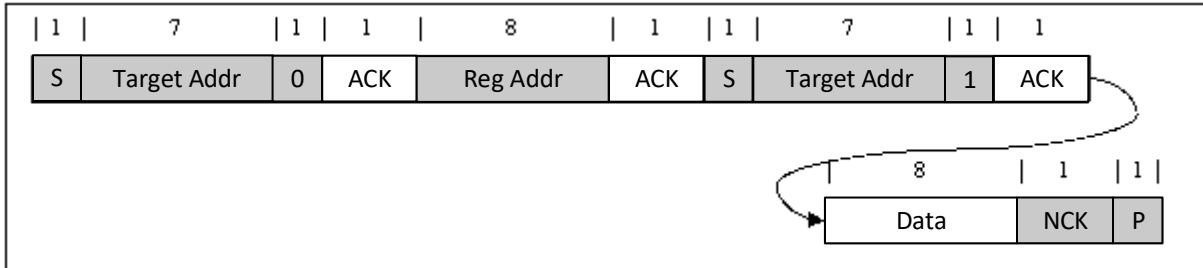 | 1 | 7 | 1 | 1 | 8 | 1 | 1 | 7 | 1 | 1
S Target Addr 0 ACK Reg Addr ACK S Target Addr 1 ACK
| 8 | 1 | 1 |
Data NCK P